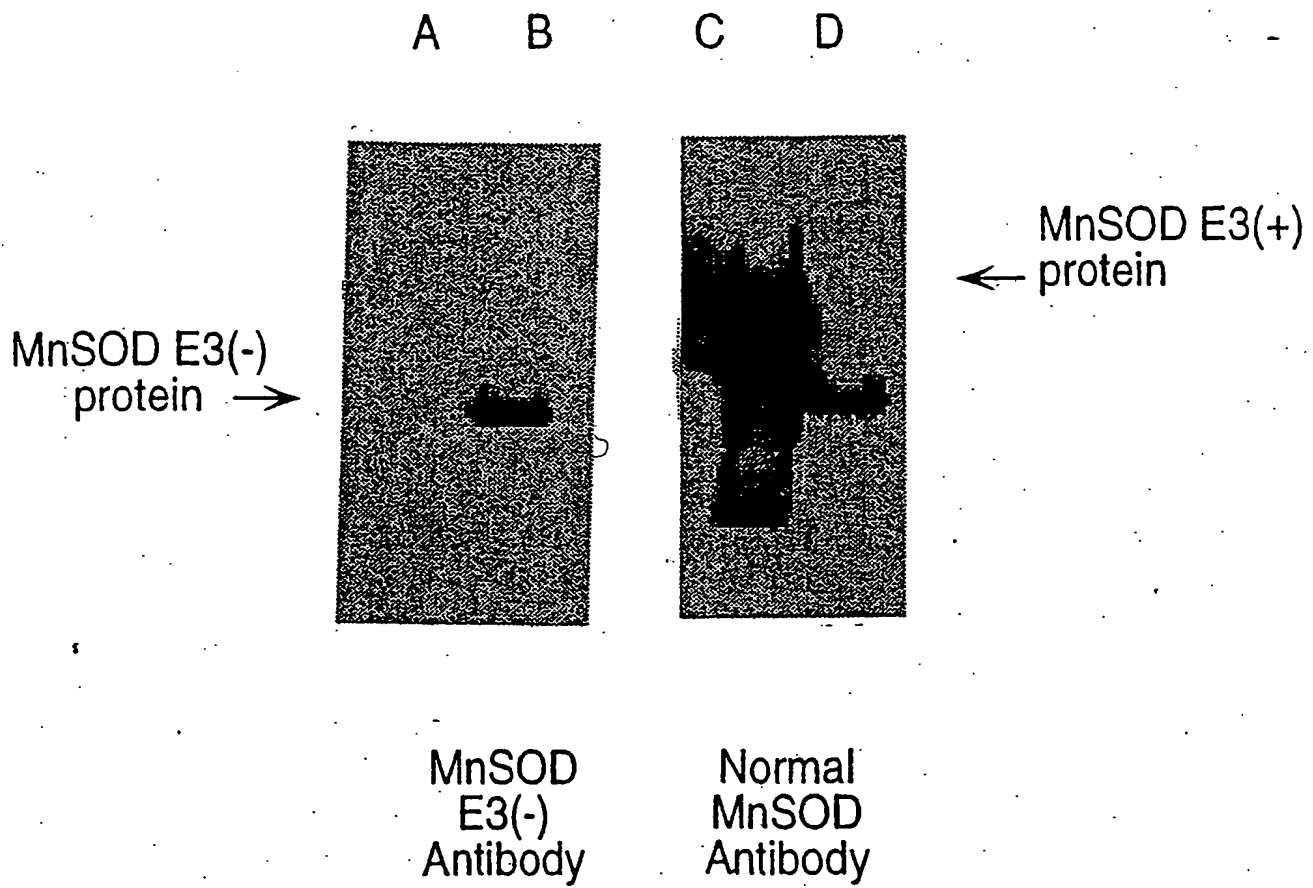 A B C D
MnSOD E3(+)
protein
MnSOD E3(-)
protein
MnSOD
E3(-)
Antibody
Normal
MnSOD
Antibody